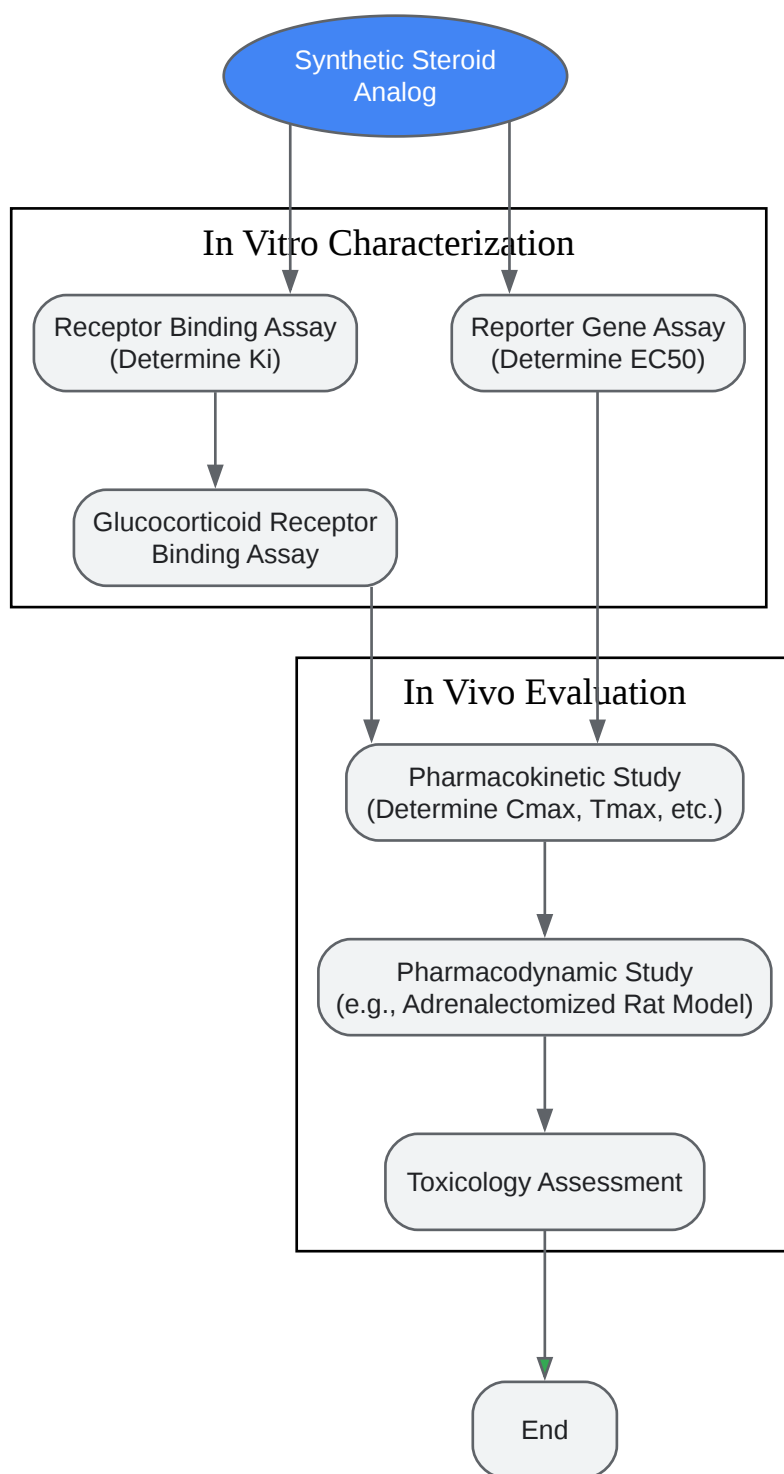 Synthetic Steroid
Analog
In Vitro Characterization
Receptor Binding Assay
(Determine Ki)
Reporter Gene Assay
(Determine EC50)
Glucocorticoid Receptor
Binding Assay
In Vivo Evaluation
Pharmacokinetic Study
(Determine Cmax, Tmax, etc.)
Pharmacodynamic Study
(e.g., Adrenalectomized Rat Model)
Toxicology Assessment
End